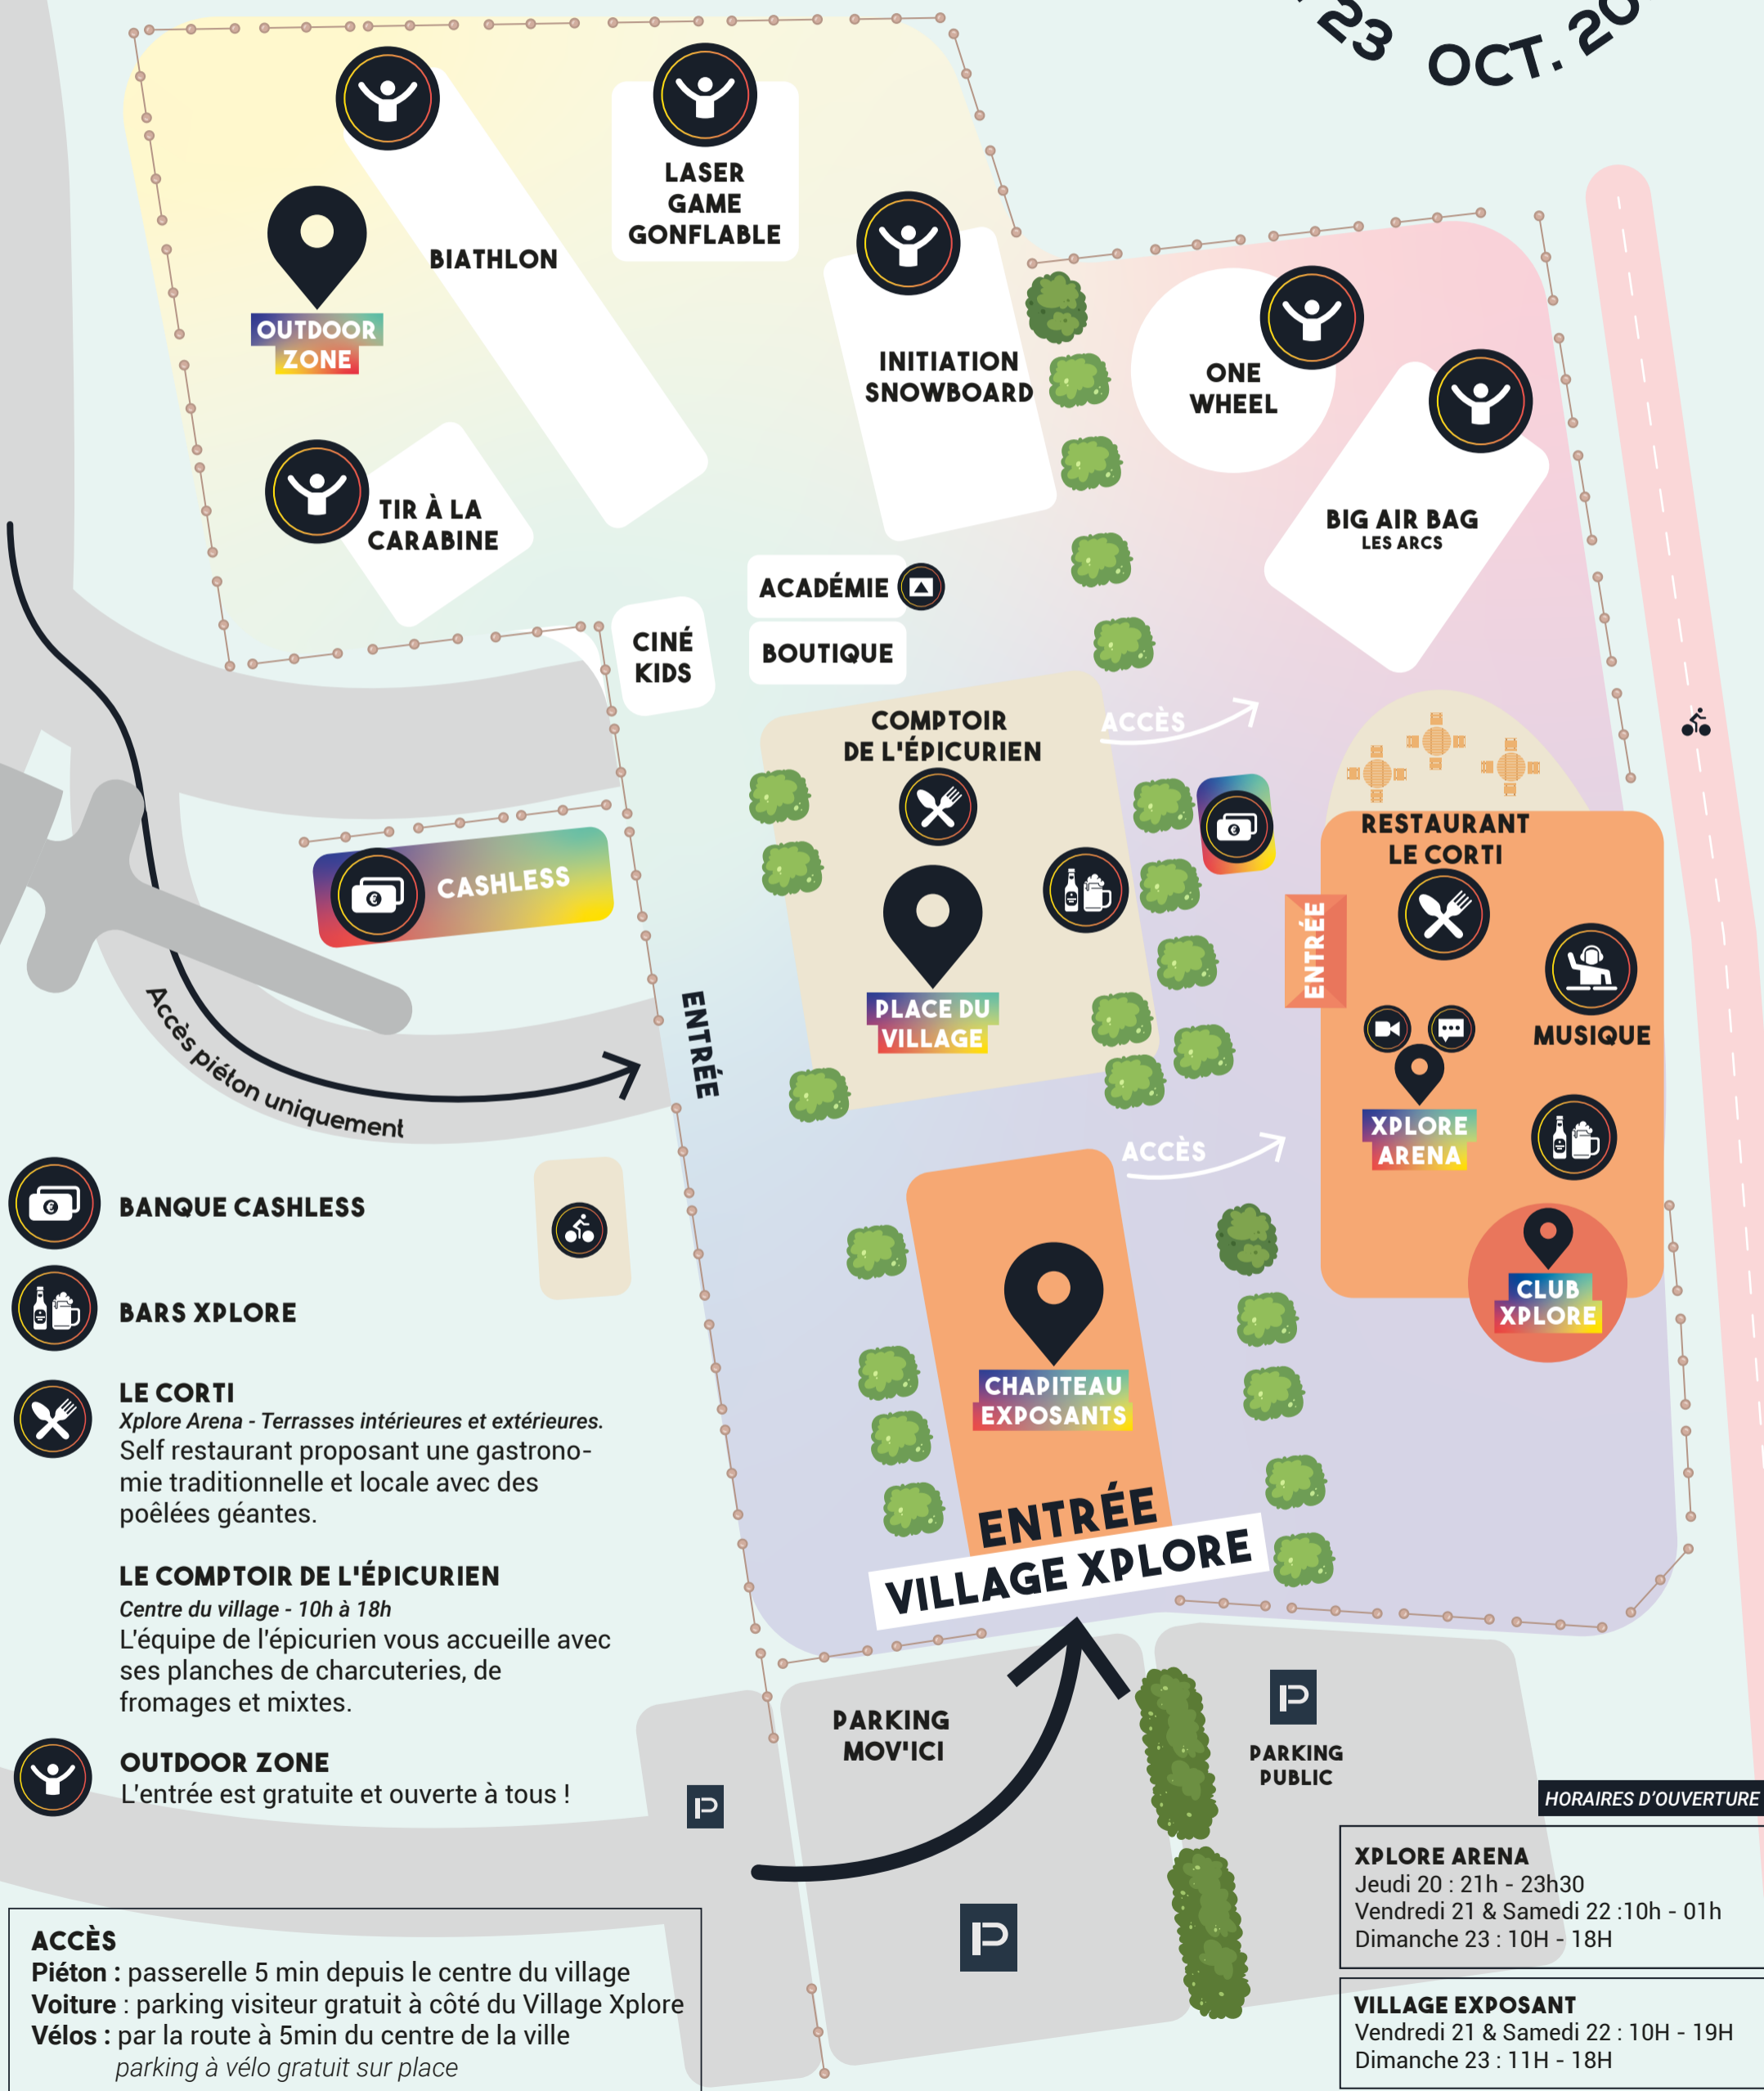 23 OCT. 20
LASER
GAME
GONFLABLE
BIATHLON
OUTDOOR
ZONE
INITIATION
SNOWBOARD
ONE
WHEEL
TIR À LA
CARABINE
BIG AIR BAG
LES ARCS
ACADÉMIE
BOUTIQUE
CINÉ
KIDS
COMPTOIR
DE L'ÉPICURIEN
ACCÈS
CASHLESS
RESTAURANT
LE CORTI
ENTRÉE
MUSIQUE
PLACE DU
VILLAGE
ENTRÉE
Accès piéton uniquement
XPLORE
ARENA
ACCÈS
CLUB
XPLORE
CHAPITEAU
EXPOSANTS
ENTRÉE
VILLAGE XPLORE
BANQUE CASHLESS
BARS XPLORE
LE CORTI
Xplore Arena - Terrasses intérieures et extérieures.
Self restaurant proposant une gastrono-
mie traditionnelle et locale avec des
poêlées géantes.
LE COMPTOIR DE L'ÉPICURIEN
Centre du village - 10h à 18h
L'équipe de l'épicurien vous accueille avec
ses planches de charcuteries, de
fromages et mixtes.
OUTDOOR ZONE
L'entrée est gratuite et ouverte à tous !
PARKING
MOV'ICI
P
PARKING
PUBLIC
P
P
HORAIRES D'OUVERTURE
XPLORE ARENA
Jeudi 20 : 21h - 23h30
Vendredi 21 & Samedi 22 :10h - 01h
Dimanche 23 : 10H - 18H
VILLAGE EXPOSANT
Vendredi 21 & Samedi 22 : 10H - 19H
Dimanche 23 : 11H - 18H
ACCÈS
Piéton : passerelle 5 min depuis le centre du village
Voiture : parking visiteur gratuit à côté du Village Xplore
Vélos : par la route à 5min du centre de la ville
parking à vélo gratuit sur place